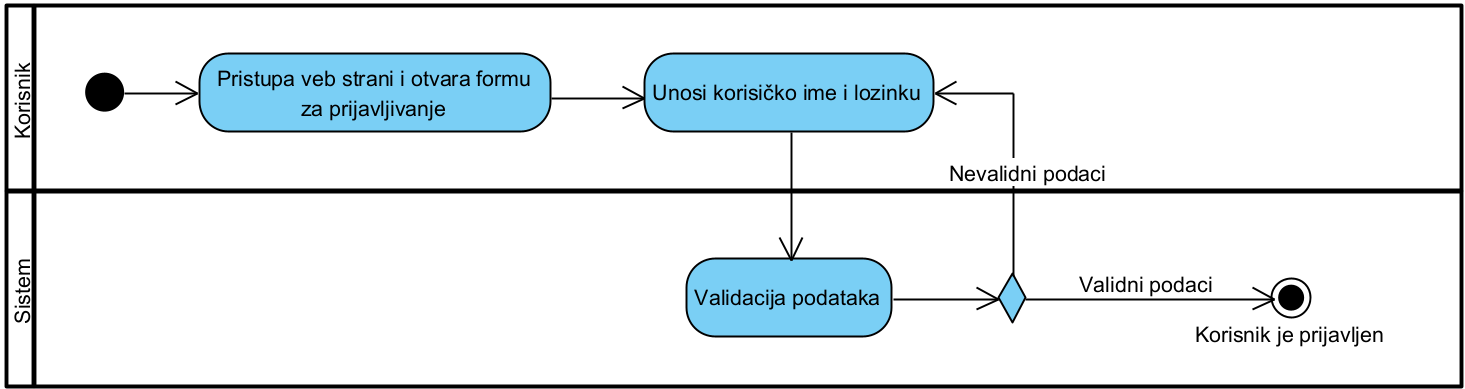 Korisnik
Pristupa veb strani i otvara formu
za prijavljivanje
Unosi korisičko ime i lozinku
Nevalidni podaci
Sistem
Validacija podataka
Validni podaci
Korisnik je prijavljen